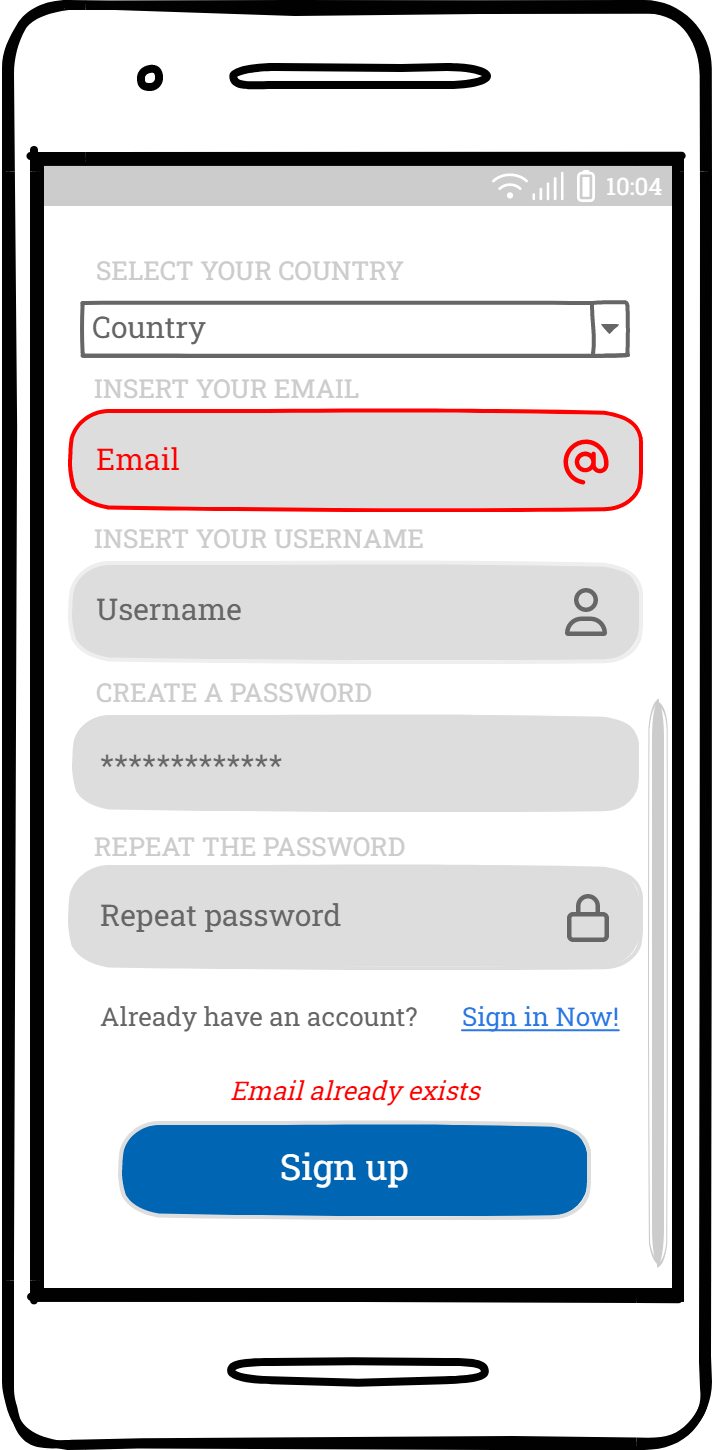 10:04
SELECT YOUR COUNTRY
Country
INSERT YOUR EMAIL
Email
@
INSERT YOUR USERNAME
Username
CREATE A PASSWORD
*************
REPEAT THE PASSWORD
Repeat password
Already have an account? Sign in Now!
Email already exists
Sign up